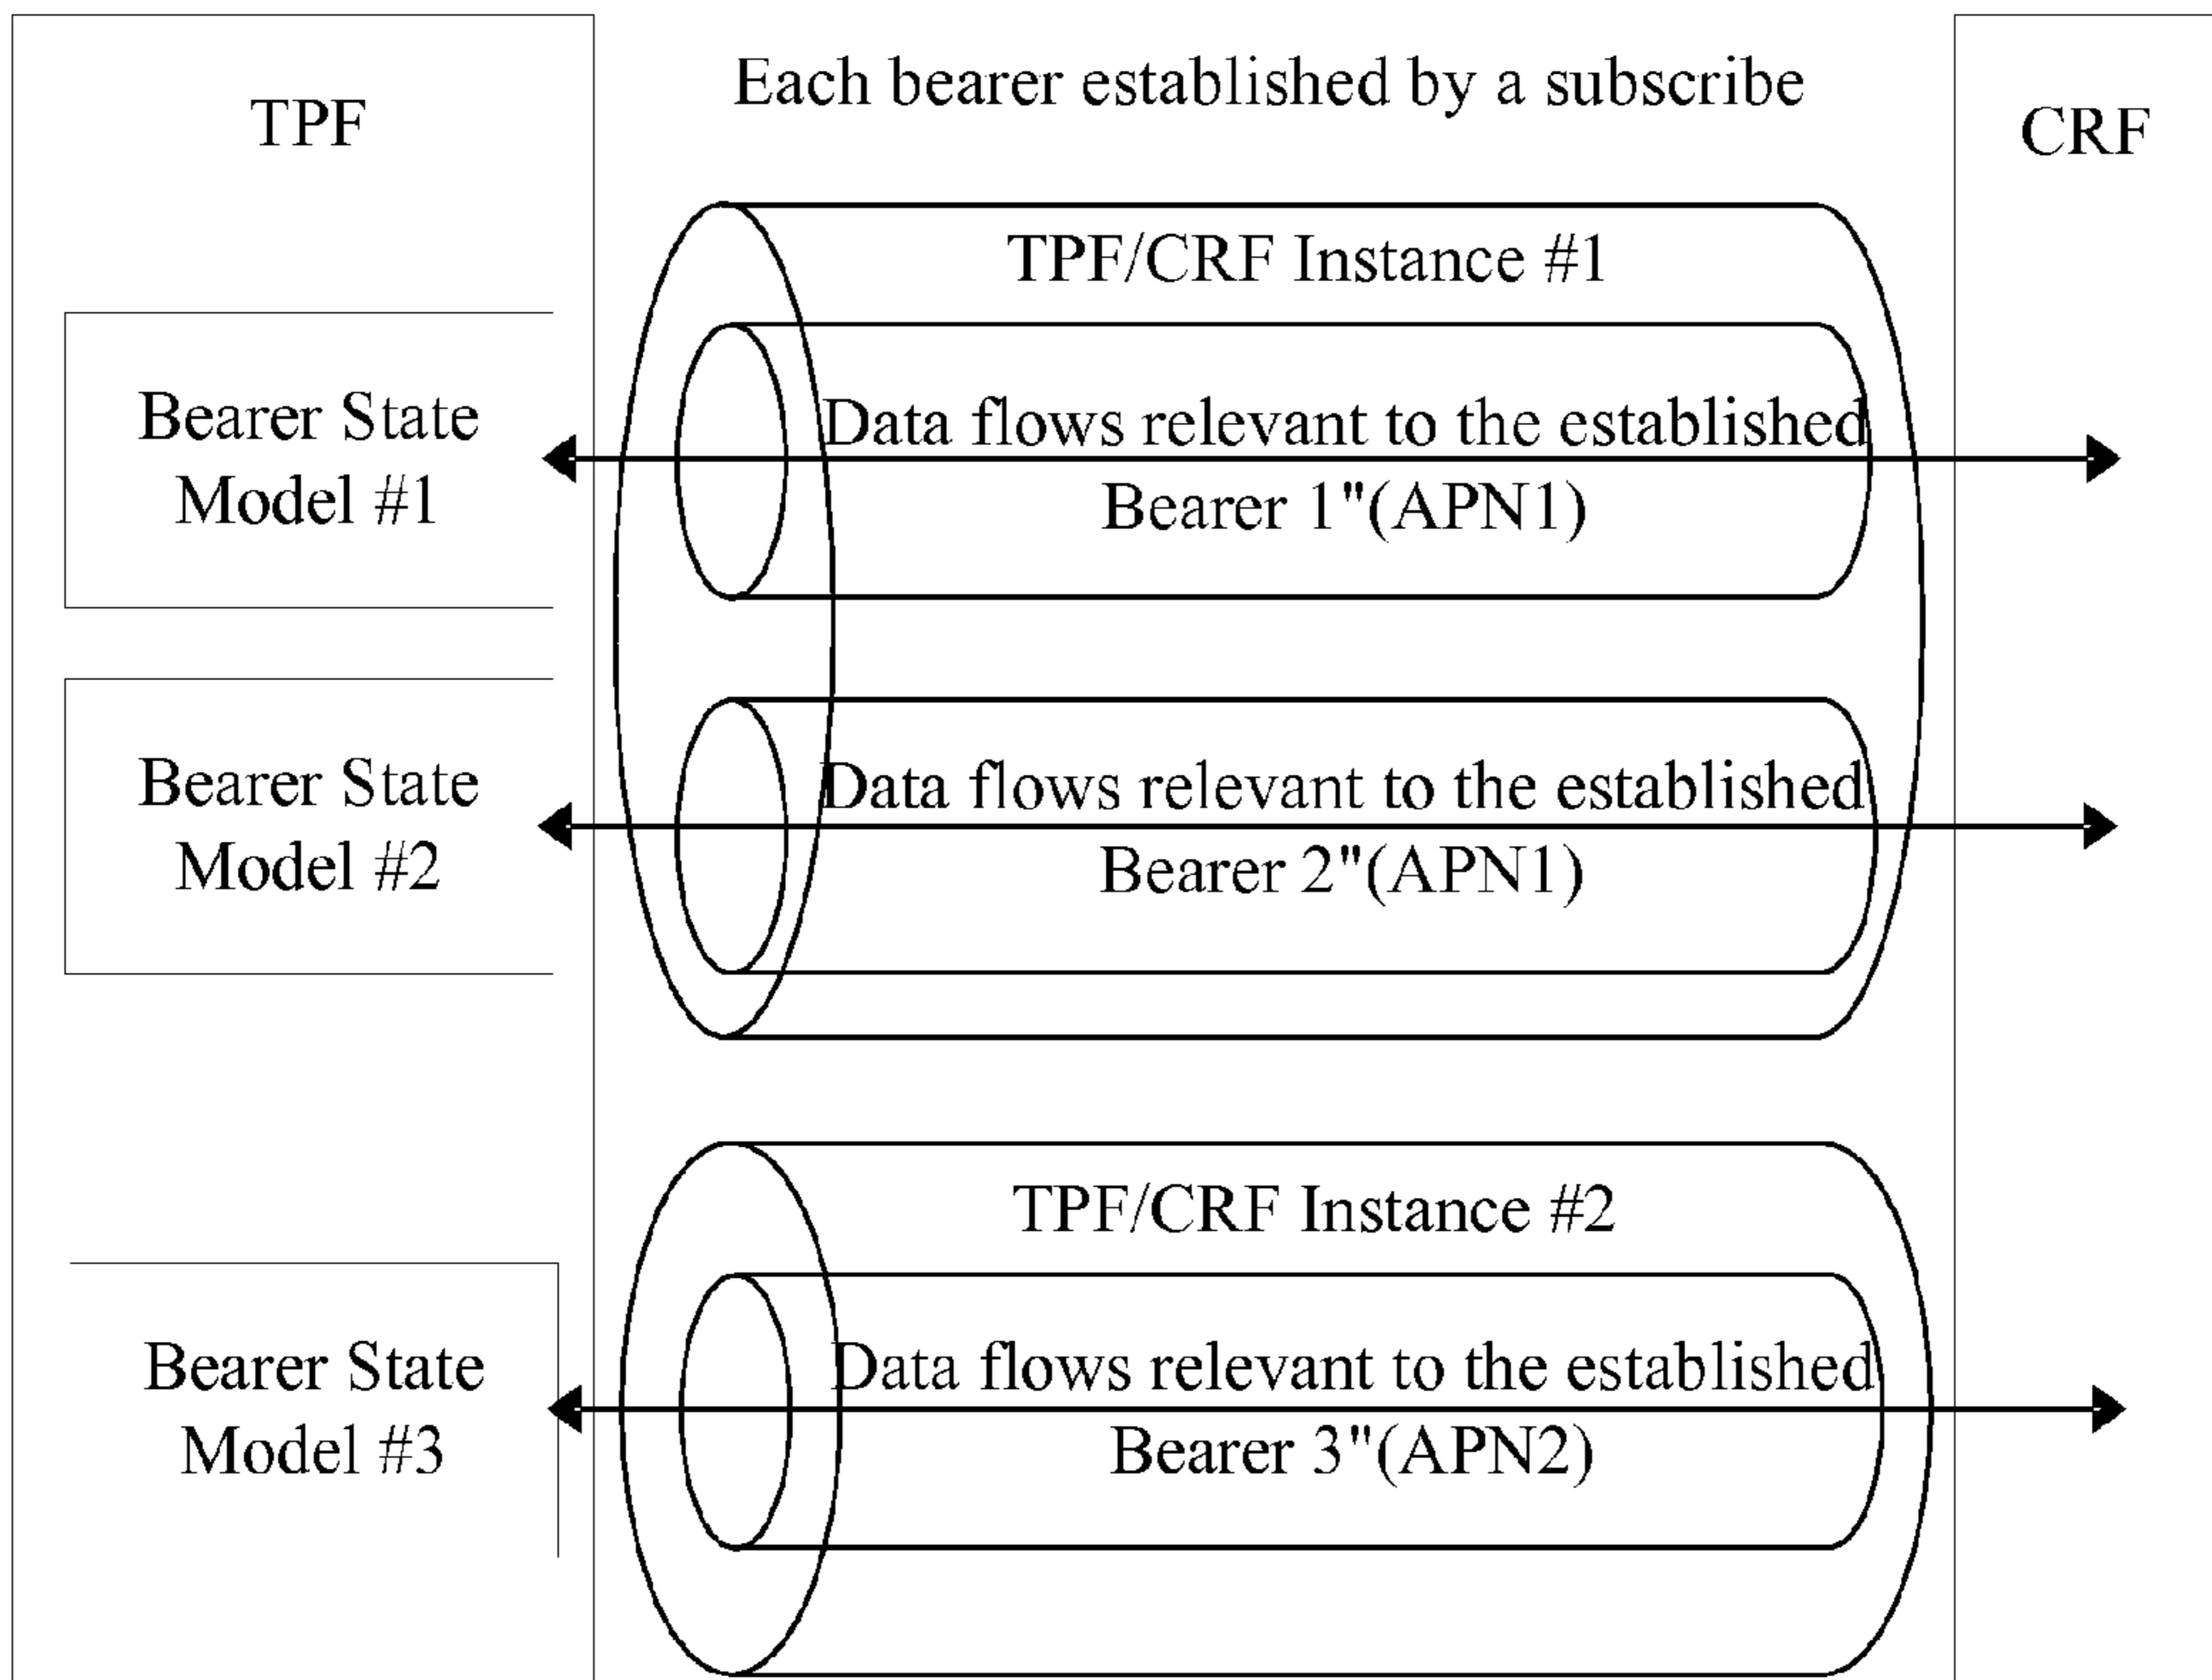 TPF
Each bearer established by a subscribe
CRF
TPF/CRF Instance #1
Bearer State
Model #1
Data flows relevant to the established
Bearer 1"(APN1)
Bearer State
Model #2
Data flows relevant to the established
Bearer 2"(APN1)
TPF/CRF Instance #2
Bearer State
Model #3
Data flows relevant to the established
Bearer 3"(APN2)